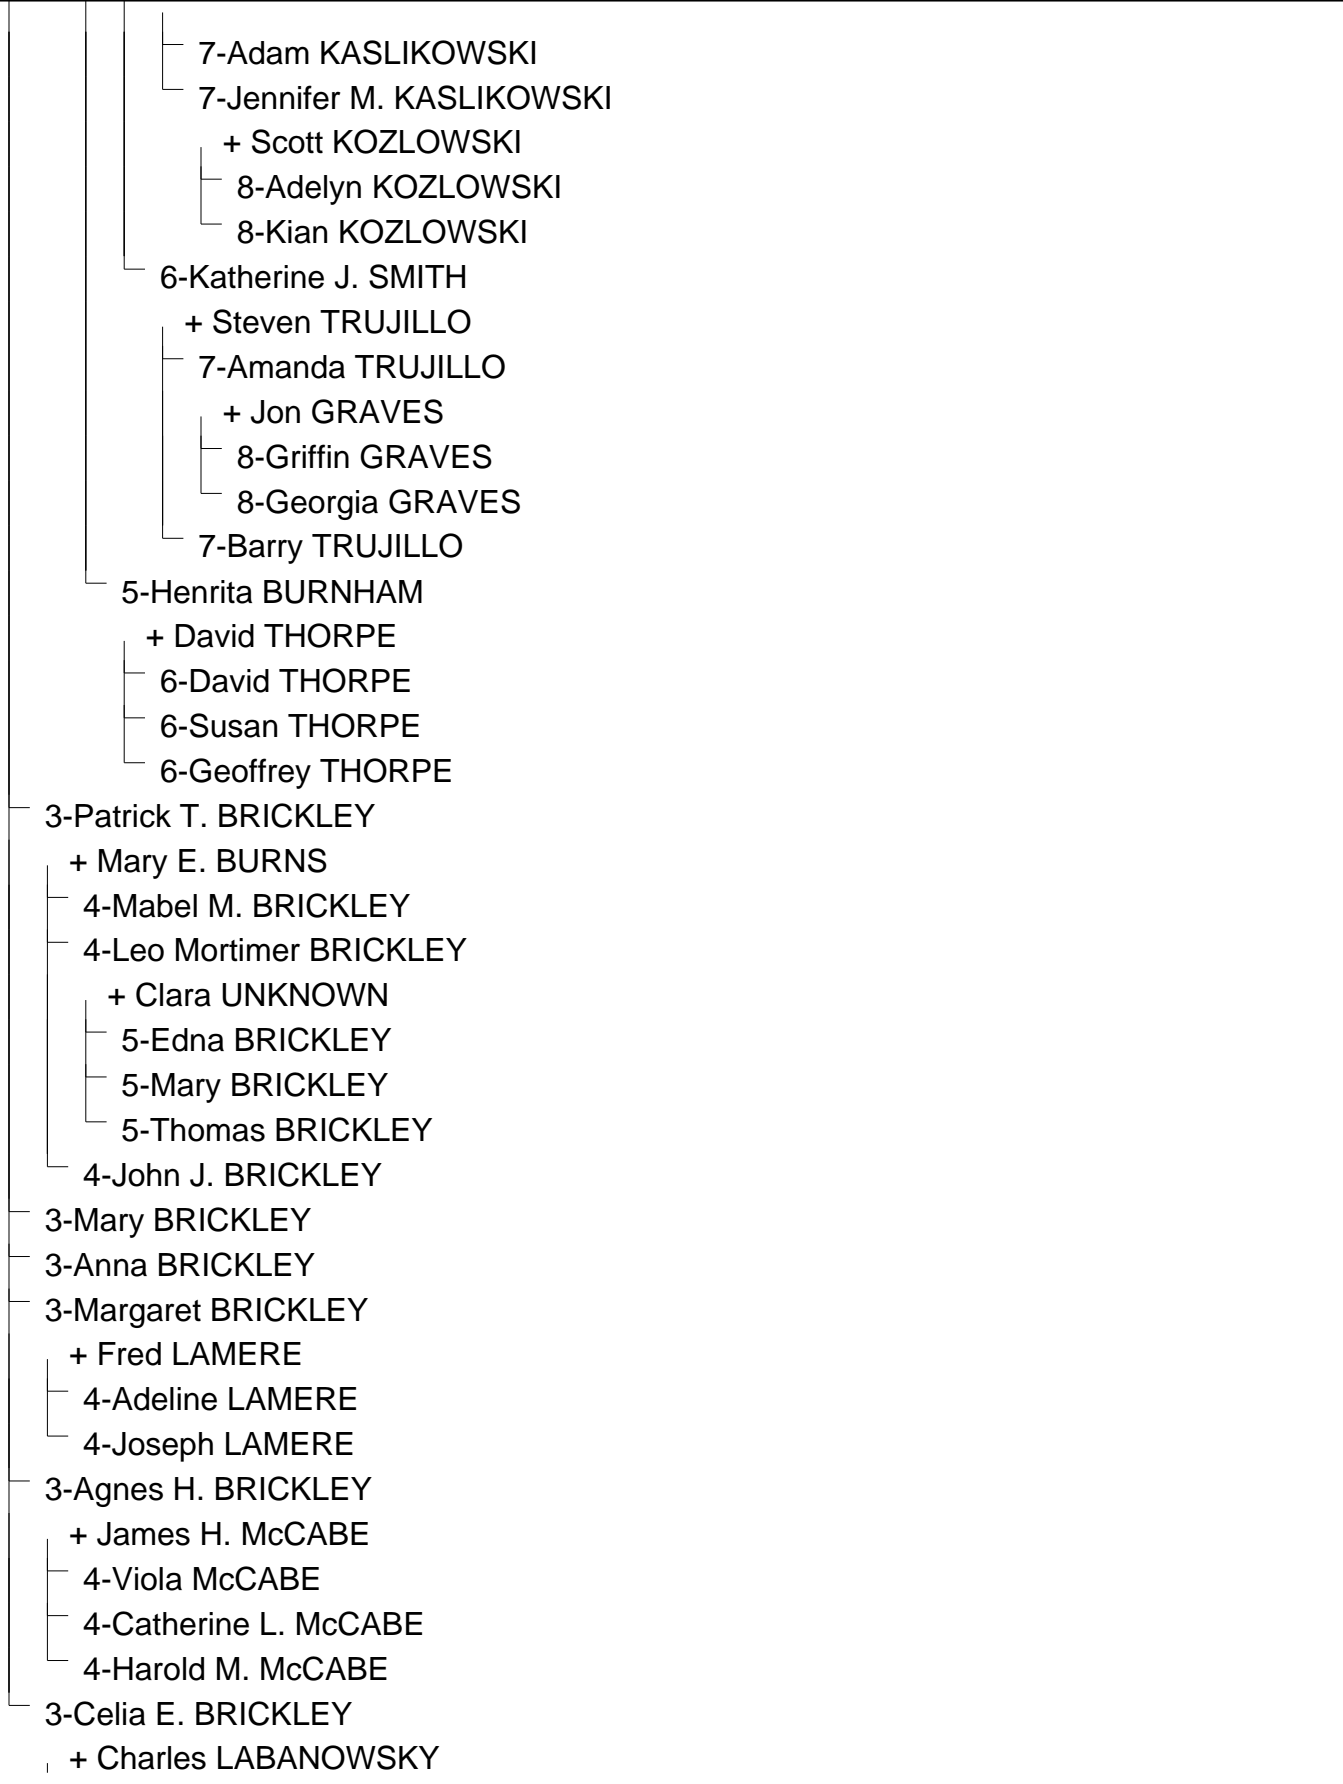 7-Adam KASLIKOWSKI
7-Jennifer M. KASLIKOWSKI
+ Scott KOZLOWSKI
8-Adelyn KOZLOWSKI
8-Kian KOZLOWSKI
6-Katherine J. SMITH
+ Steven TRUJILLO
7-Amanda TRUJILLO
+ Jon GRAVES
8-Griffin GRAVES
8-Georgia GRAVES
7-Barry TRUJILLO
5-Henrita BURNHAM
+ David THORPE
6-David THORPE
6-Susan THORPE
6-Geoffrey THORPE
3-Patrick T. BRICKLEY
+ Mary E. BURNS
4-Mabel M. BRICKLEY
4-Leo Mortimer BRICKLEY
+ Clara UNKNOWN
5-Edna BRICKLEY
5-Mary BRICKLEY
5-Thomas BRICKLEY
4-John J. BRICKLEY
3-Mary BRICKLEY
3-Anna BRICKLEY
3-Margaret BRICKLEY
+ Fred LAMERE
4-Adeline LAMERE
4-Joseph LAMERE
3-Agnes H. BRICKLEY
+ James H. McCABE
4-Viola McCABE
4-Catherine L. McCABE
4-Harold M. McCABE
3-Celia E. BRICKLEY
+ Charles LABANOWSKY